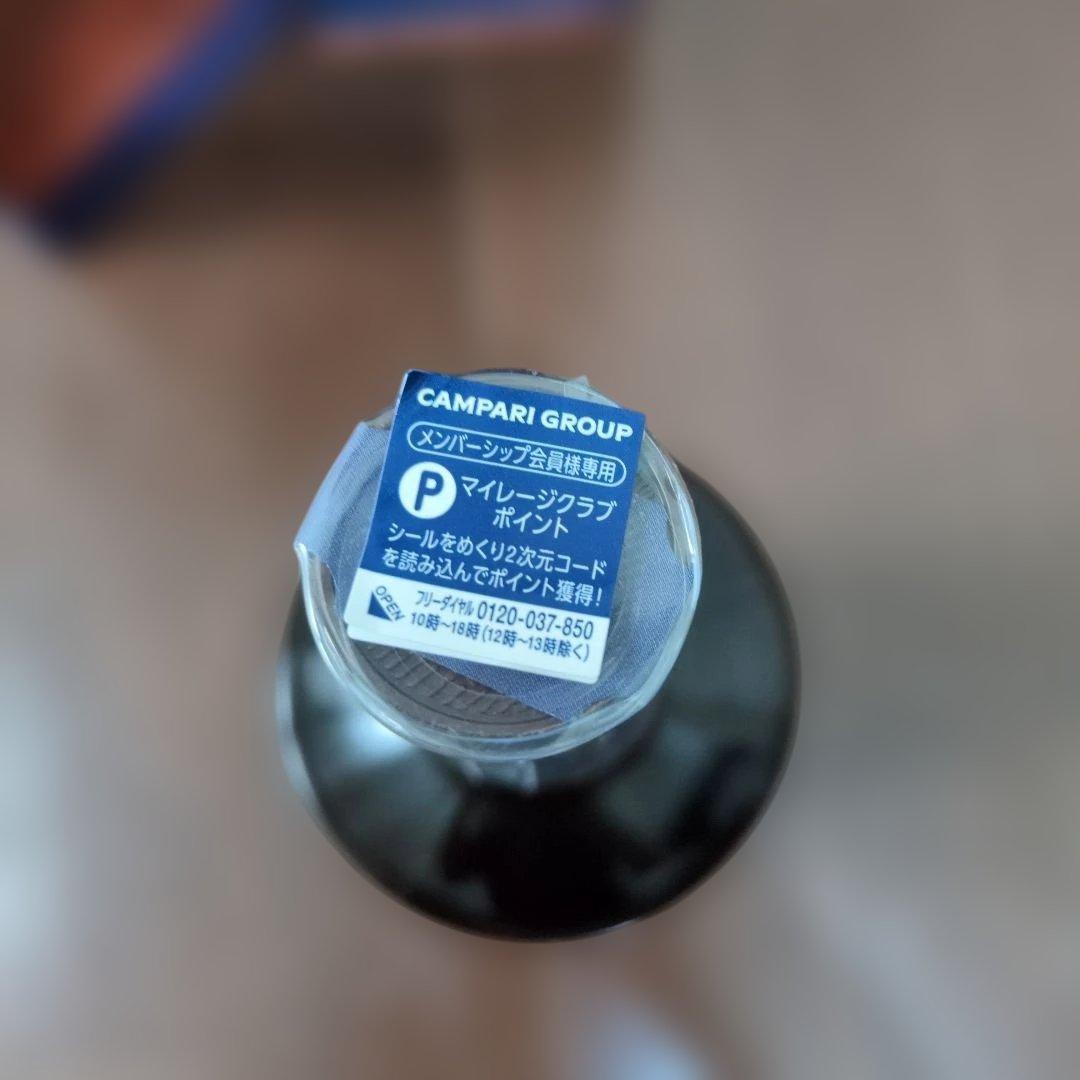 CAMPARI GROUP
メンバーシップ会員様専用
P マイレージクラブ
ポイント
シールをめくり2次元コード
を読み込んでポイント獲得!
OPEN
フリーダイヤル 0120-037-850
10時～18時(12時～13時除く)